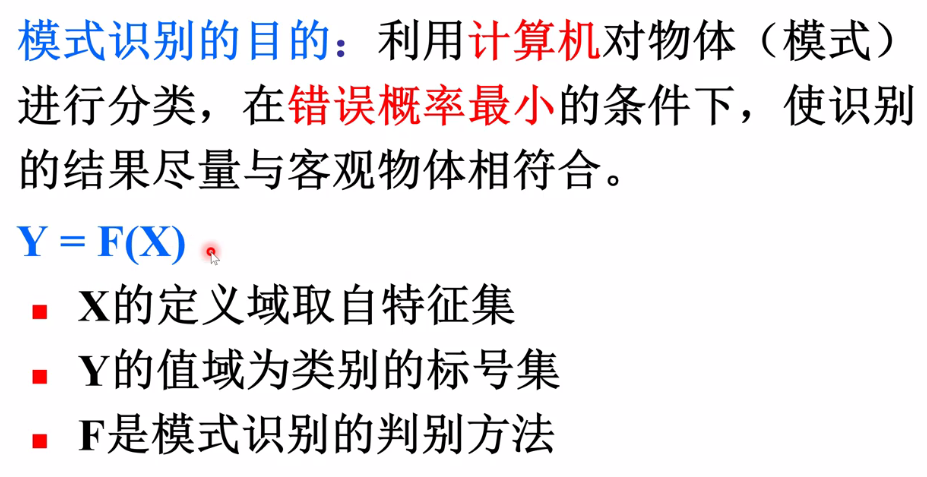 模式识别的目的：利用计算机对物体（模式）
进行分类，在错误概率最小的条件下，使识别
的结果尽量与客观物体相符合。
Y = F(X)
■ X的定义域取自特征集
■ Y的值域为类别的标号集
■ F是模式识别的判别方法